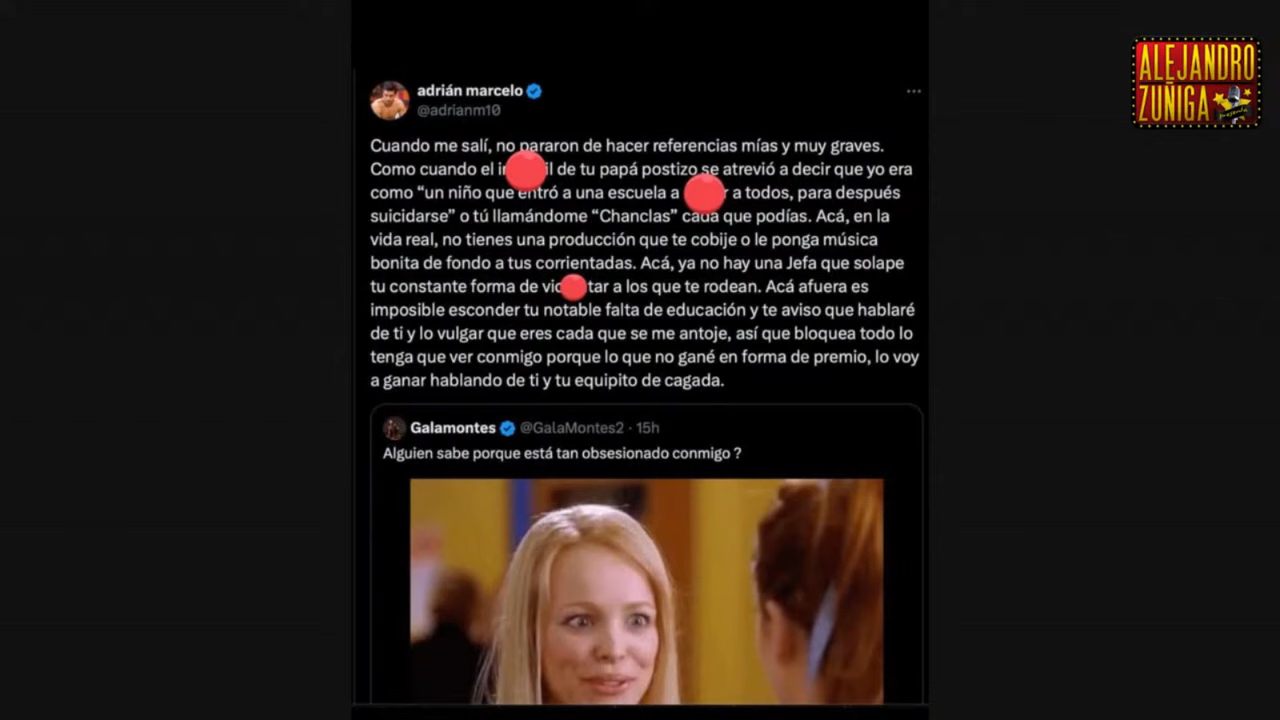 ALEJANDRO
ZUÑIGA
presenta
adrián marcelo
@adrianm10
Cuando me salí, no pararon de hacer referencias mías y muy graves.
Como cuando el de tu papá postizo se atrevió a decir que yo era
como “un niño que entró a una escuela a a todos, para después
suicidarse” o tú llamándome “Chanclas” cada que podías. Acá, en la
vida real, no tienes una producción que te cobije o le ponga música
bonita de fondo a tus corrientadas. Acá, ya no hay una Jefa que solape
tu constante forma de a los que te rodean. Acá afuera es
imposible esconder tu notable falta de educación y te aviso que hablaré
de ti y lo vulgar que eres cada que se me antoje, así que bloquea todo lo
tenga que ver conmigo porque lo que no gané en forma de premio, lo voy
a ganar hablando de ti y tu equipito de cagada.
Galamontes @GalaMontes2 · 15h
Alguien sabe porque está tan obsesionado conmigo ?